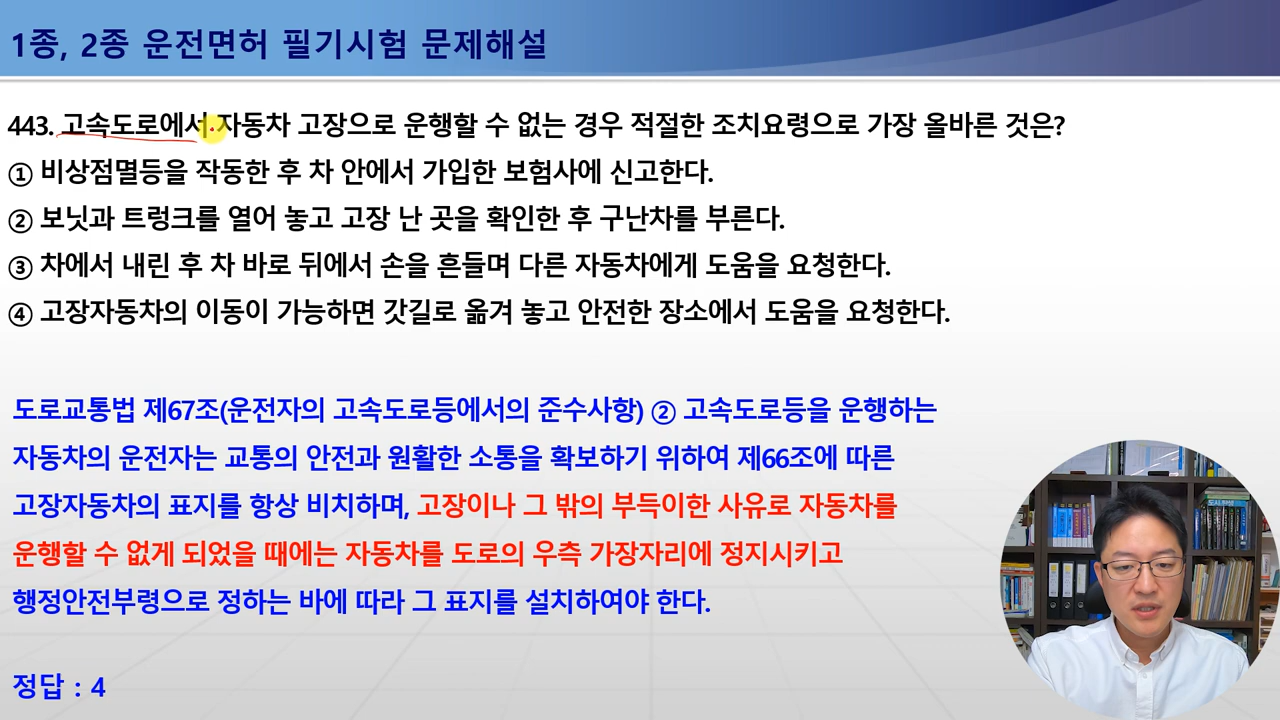 1종, 2종 운전면허 필기시험 문제해설
443. 고속도로에서 자동차 고장으로 운행할 수 없는 경우 적절한 조치요령으로 가장 올바른 것은?
① 비상점멸등을 작동한 후 차 안에서 가입한 보험사에 신고한다.
② 보닛과 트렁크를 열어 놓고 고장 난 곳을 확인한 후 구난차를 부른다.
③ 차에서 내린 후 차 바로 뒤에서 손을 흔들며 다른 자동차에게 도움을 요청한다.
④ 고장자동차의 이동이 가능하면 갓길로 옮겨 놓고 안전한 장소에서 도움을 요청한다.
도로교통법 제67조(운전자의 고속도로등에서의 준수사항) ② 고속도로등을 운행하는
자동차의 운전자는 교통의 안전과 원활한 소통을 확보하기 위하여 제66조에 따른
고장자동차의 표지를 항상 비치하며, 고장이나 그 밖의 부득이한 사유로 자동차를
운행할 수 없게 되었을 때에는 자동차를 도로의 우측 가장자리에 정지시키고
행정안전부령으로 정하는 바에 따라 그 표지를 설치하여야 한다.
정답 : 4